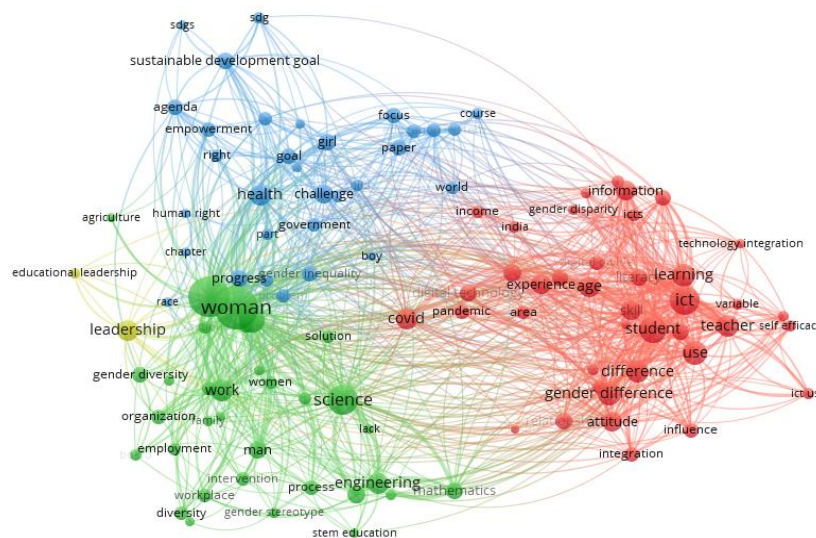 sdgs
sdg
sustainable development goal
agenda
focus
course
empowerment
girl
paper
right
goal
health
challenge
world
information
agriculture
human right
income
gender disparity
icts
government
part
india
chapter
boy
technology integration
educational leadership
progress
gender inequality
learning
literacy
experience
age
digital technology
race
woman
ict
variable
covid
pandemic
area
skill
student
teacher
self efficac
leadership
solution
use
gender diversity
women
difference
work
science
gender difference
organization
family
lack
attitude
influence
employment
man
integration
ict us
intervention
engineering
process
mathematics
workplace
diversity
gender stereotype
stem education